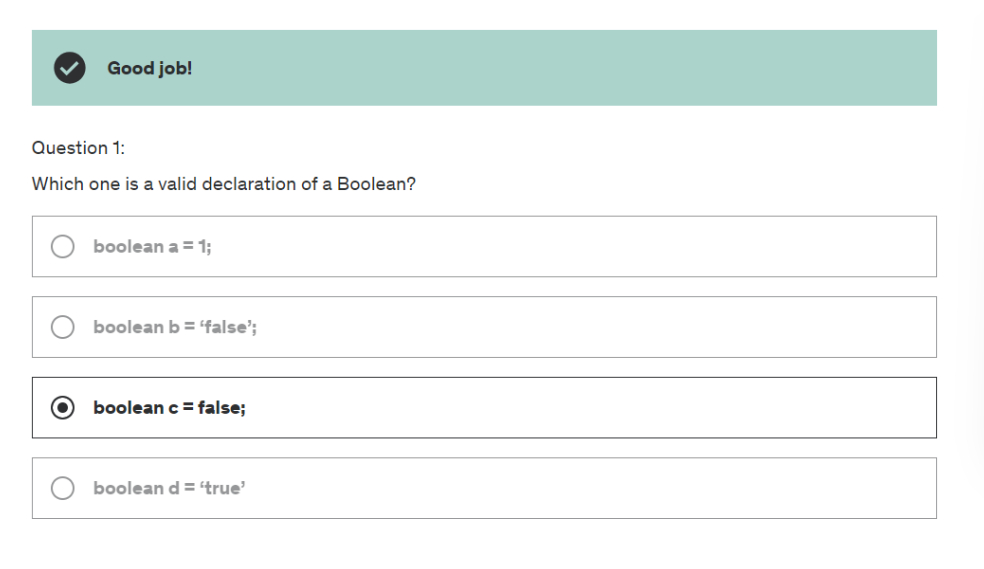 Good job!
Question 1:
Which one is a valid declaration of a Boolean?
boolean a = 1;
boolean b = ‘false’;
boolean c = false;
boolean d = ‘true’